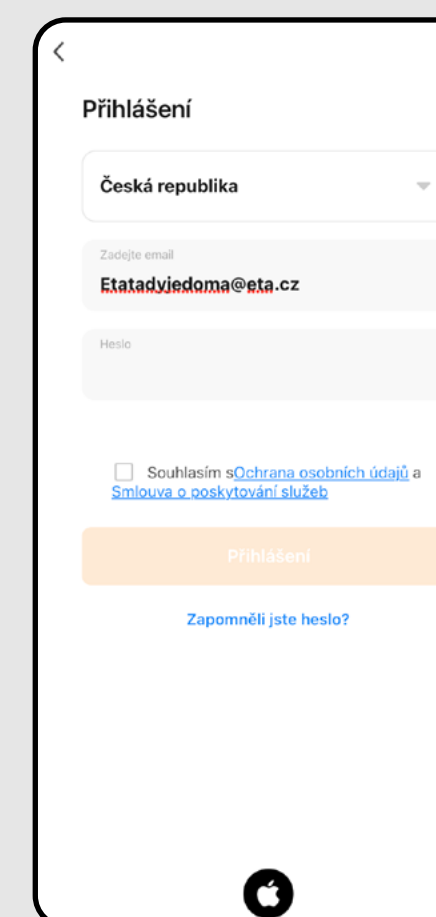 Přihlášení
Česká republika
Zadejte email
Etatadyjedoma@eta.cz
Heslo
Souhlasím sOchrana osobních údajů a
Smlouva o poskytování služeb
Přihlášení
Zapomněli jste heslo?